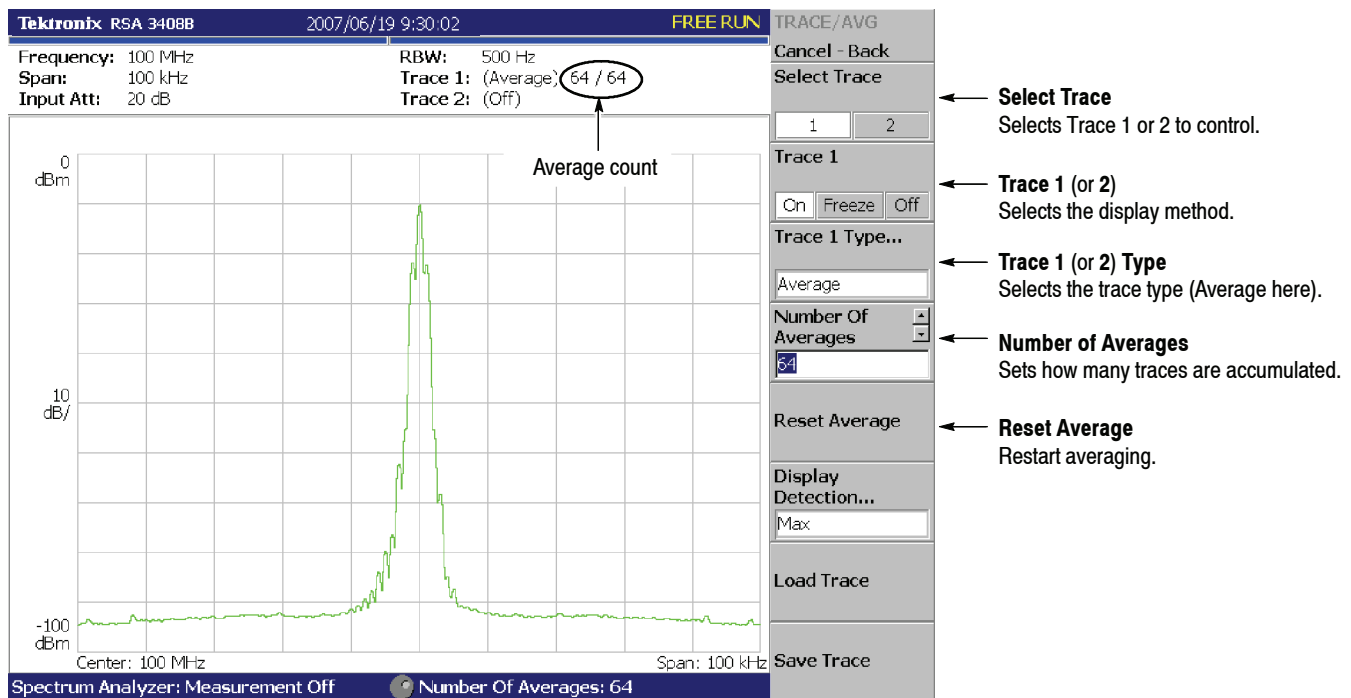 Tektronix RSA 3408B 2007/06/19 9:30:02 FREE RUN
Frequency: 100 MHz
Span: 100 kHz
Input Att: 20 dB
RBW: 500 Hz
Trace 1: (Average) 64 / 64
Trace 2: (Off)
Average count
0
dBm
10
dB/
-100
dBm
Center: 100 MHz Span: 100 kHz
Spectrum Analyzer: Measurement Off Number Of Averages: 64
TRACE/AVG
Cancel - Back
Select Trace
1 2
Trace 1
On Freeze Off
Trace 1 Type...
Average
Number Of
Averages
64
Reset Average
Display
Detection...
Max
Load Trace
Save Trace
Select Trace
Selects Trace 1 or 2 to control.
Trace 1 (or 2)
Selects the display method.
Trace 1 (or 2) Type
Selects the trace type (Average here).
Number of Averages
Sets how many traces are accumulated.
Reset Average
Restart averaging.